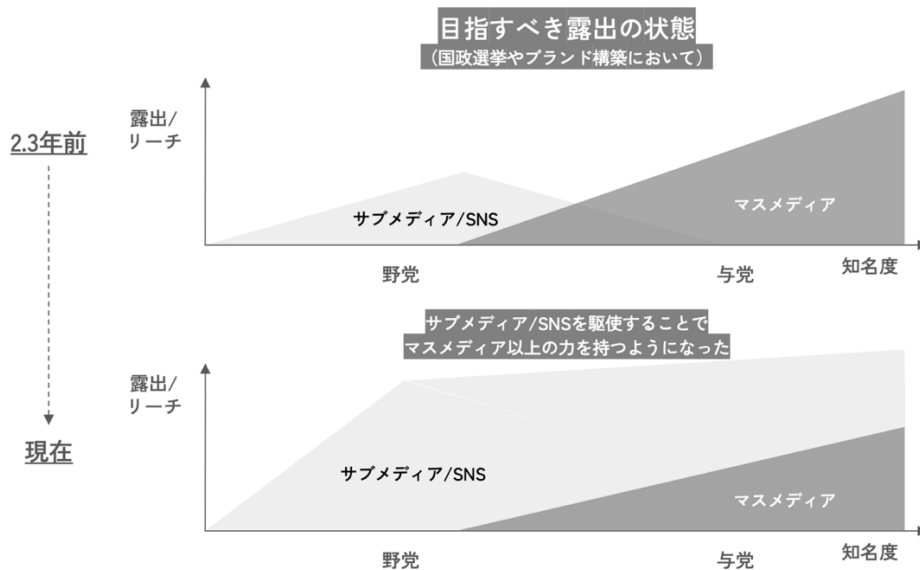 目指すべき露出の状態
（国政選挙やブランド構築において）
2.3年前
露出/
リーチ
サブメディア/SNS
マスメディア
野党
与党
知名度
サブメディア/SNSを駆使することで
マスメディア以上の力を持つようになった
露出/
リーチ
現在
サブメディア/SNS
マスメディア
野党
与党
知名度